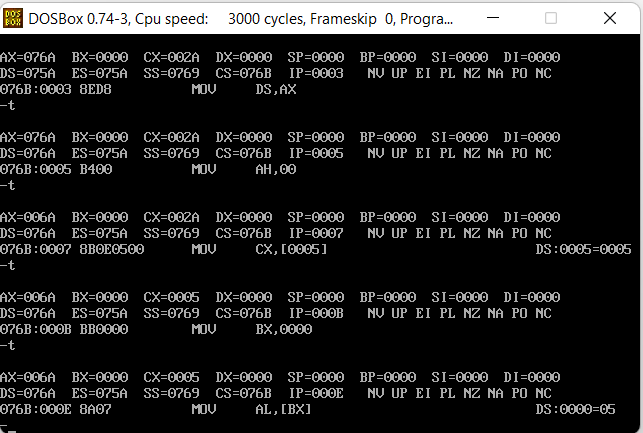 DOS
BOX
DOSBox 0.74-3, Cpu speed: 3000 cycles, Frameskip 0, Progra...
AX=076A BX=0000 CX=002A DX=0000 SP=0000 BP=0000 SI=0000 DI=0000
DS=075A ES=075A SS=0769 CS=076B IP=0003 NV UP EI PL NZ NA PO NC
076B:0003 8ED8 MOV DS,AX
-t
AX=076A BX=0000 CX=002A DX=0000 SP=0000 BP=0000 SI=0000 DI=0000
DS=076A ES=075A SS=0769 CS=076B IP=0005 NV UP EI PL NZ NA PO NC
076B:0005 B400 MOV AH,00
-t
AX=006A BX=0000 CX=002A DX=0000 SP=0000 BP=0000 SI=0000 DI=0000
DS=076A ES=075A SS=0769 CS=076B IP=0007 NV UP EI PL NZ NA PO NC
076B:0007 8B0E0500 MOV CX,[0005] DS:0005=0005
-t
AX=006A BX=0000 CX=0005 DX=0000 SP=0000 BP=0000 SI=0000 DI=0000
DS=076A ES=075A SS=0769 CS=076B IP=000B NV UP EI PL NZ NA PO NC
076B:000B BB0000 MOV BX,0000
-t
AX=006A BX=0000 CX=0005 DX=0000 SP=0000 BP=0000 SI=0000 DI=0000
DS=076A ES=075A SS=0769 CS=076B IP=000E NV UP EI PL NZ NA PO NC
076B:000E 8A07 MOV AL,[BX] DS:0000=05
-_